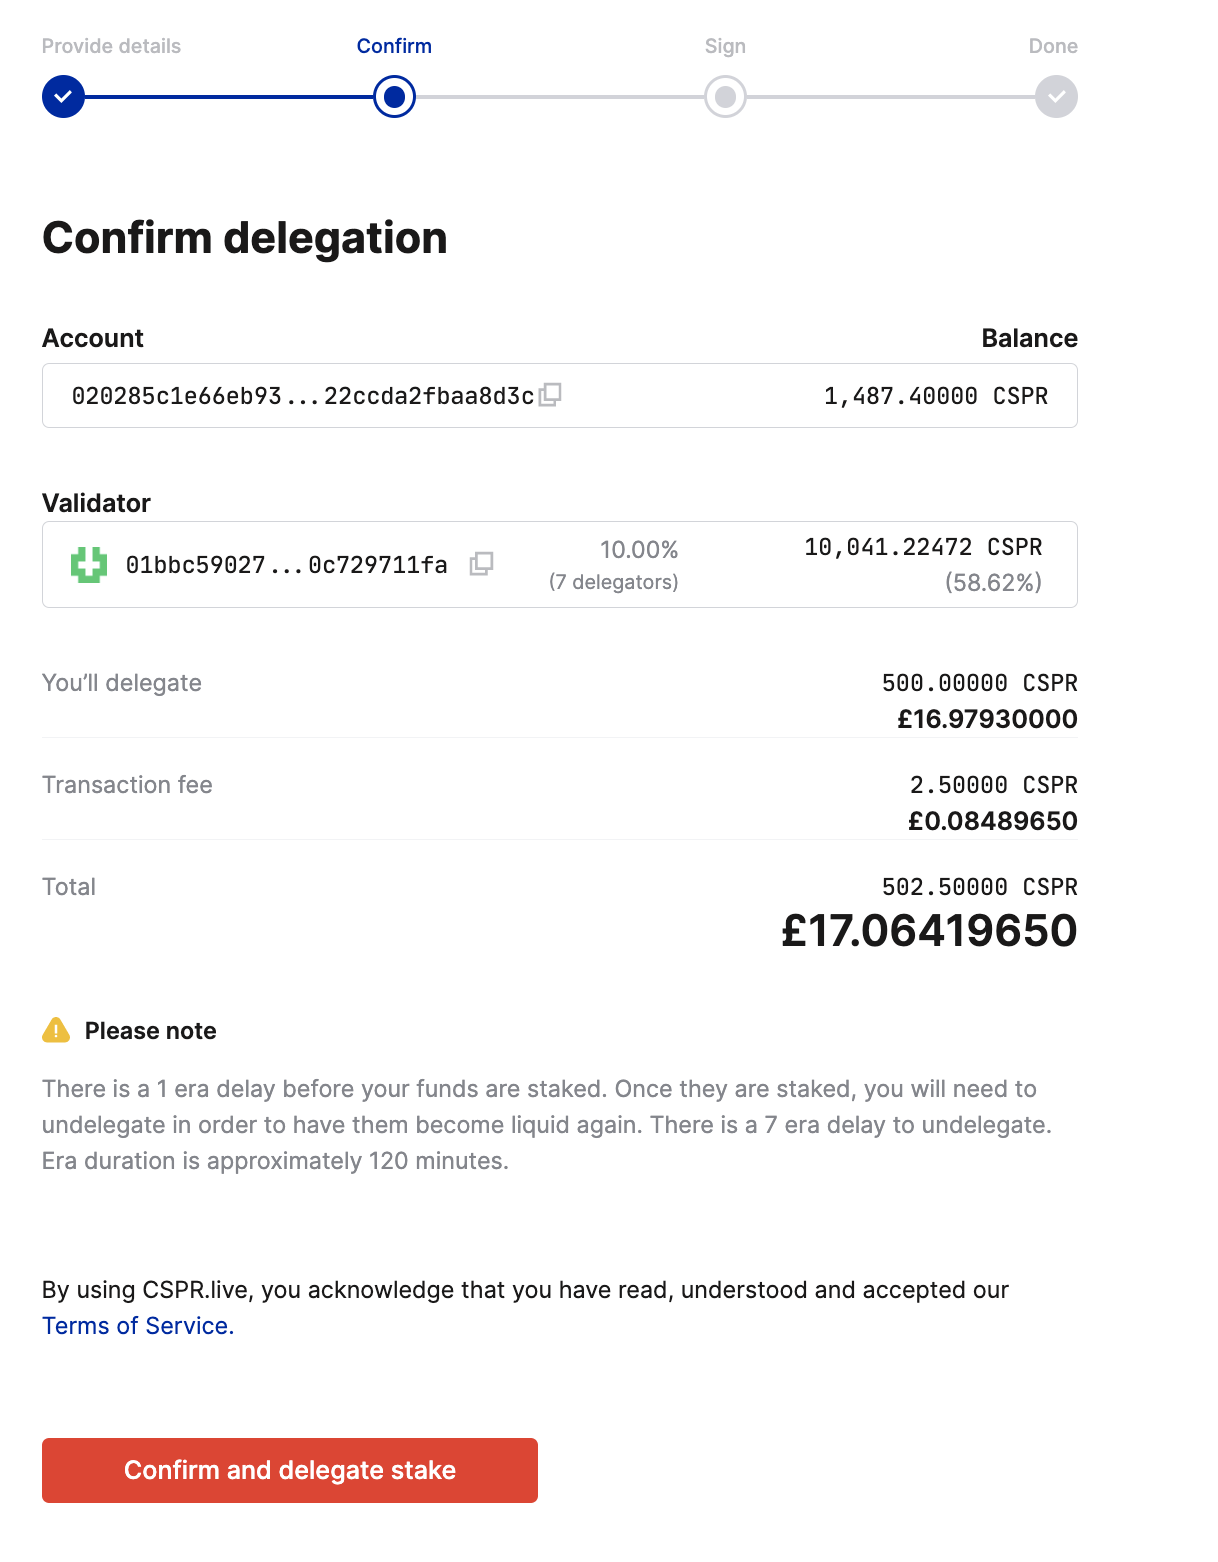 Provide details
Confirm
Sign
Done
Confirm delegation
Account
Balance
020285c1e66eb93...22ccda2fbaa8d3c
1,487.40000 CSPR
Validator
01bbc59027...0c729711fa
10.00%
(7 delegators)
10,041.22472 CSPR
(58.62%)
You’ll delegate
500.00000 CSPR
£16.97930000
Transaction fee
2.50000 CSPR
£0.08489650
Total
502.50000 CSPR
£17.06419650
Please note
There is a 1 era delay before your funds are staked. Once they are staked, you will need to
undelegate in order to have them become liquid again. There is a 7 era delay to undelegate.
Era duration is approximately 120 minutes.
By using CSPR.live, you acknowledge that you have read, understood and accepted our
Terms of Service.
Confirm and delegate stake